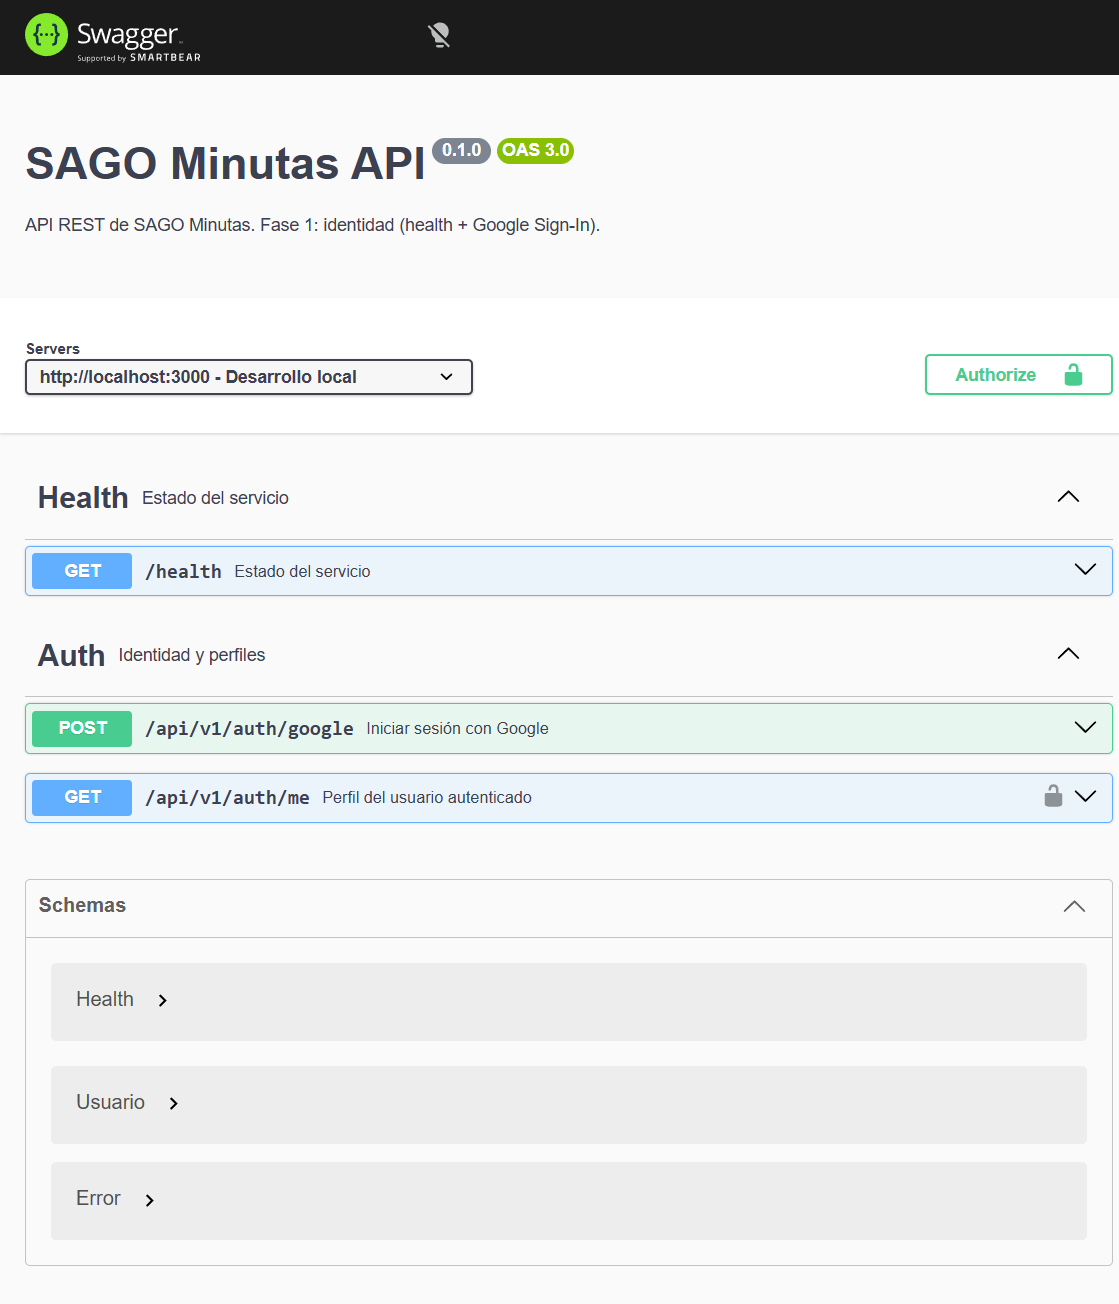 Swagger
Supported by SMARTBEAR
SAGO Minutas API 0.1.0 OAS 3.0
API REST de SAGO Minutas. Fase 1: identidad (health + Google Sign-In).
Servers
http://localhost:3000 - Desarrollo local
Authorize
Health Estado del servicio
GET /health Estado del servicio
Auth Identidad y perfiles
POST /api/v1/auth/google Iniciar sesión con Google
GET /api/v1/auth/me Perfil del usuario autenticado
Schemas
Health
Usuario
Error